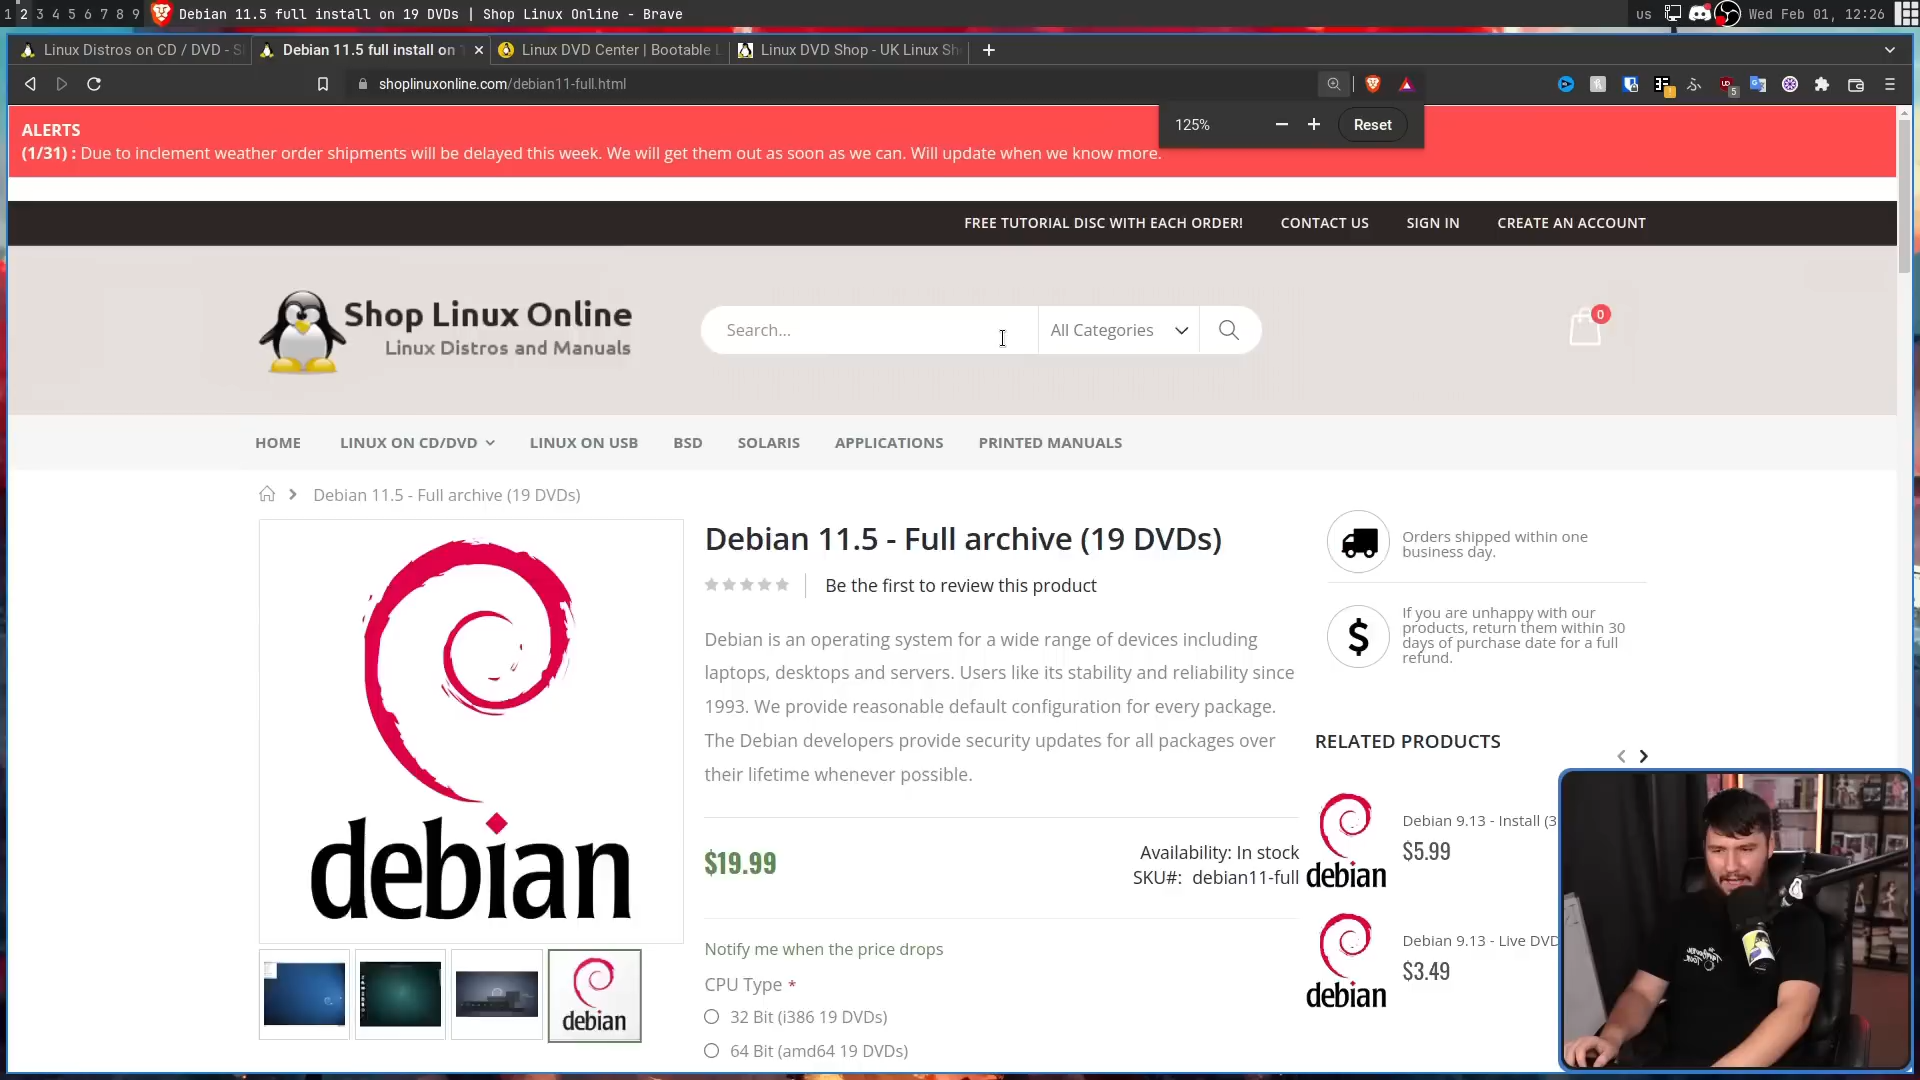 1 2 3 4 5 6 7 8 9 Debian 11.5 full install on 19 DVDs | Shop Linux Online - Brave us Wed Feb 01, 12:26
Linux Distros on CD / DVD - S Debian 11.5 full install on Linux DVD Center | Bootable L Linux DVD Shop - UK Linux Sh
shoplinuxonline.com/debian11-full.html
125% Reset
ALERTS
(1/31) : Due to inclement weather order shipments will be delayed this week. We will get them out as soon as we can. Will update when we know more.
FREE TUTORIAL DISC WITH EACH ORDER! CONTACT US SIGN IN CREATE AN ACCOUNT
Shop Linux Online
Linux Distros and Manuals
Search... All Categories
0
HOME LINUX ON CD/DVD LINUX ON USB BSD SOLARIS APPLICATIONS PRINTED MANUALS
Debian 11.5 - Full archive (19 DVDs)
debian
debian
Debian 11.5 - Full archive (19 DVDs)
Be the first to review this product
Debian is an operating system for a wide range of devices including
laptops, desktops and servers. Users like its stability and reliability since
1993. We provide reasonable default configuration for every package.
The Debian developers provide security updates for all packages over
their lifetime whenever possible.
$19.99
Availability: In stock
SKU#: debian11-full
Notify me when the price drops
CPU Type *
32 Bit (i386 19 DVDs)
64 Bit (amd64 19 DVDs)
Orders shipped within one
business day.
$
If you are unhappy with our
products, return them within 30
days of purchase date for a full
refund.
RELATED PRODUCTS
debian
Debian 9.13 - Install (3
$5.99
debian
Debian 9.13 - Live DVD
$3.49